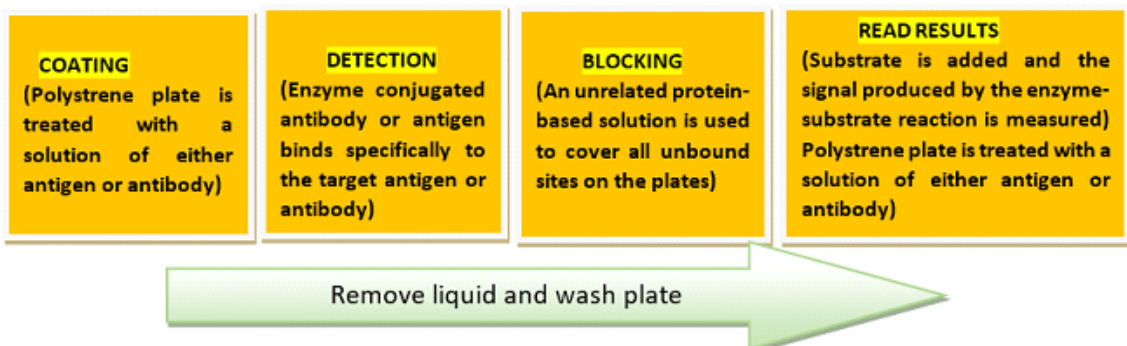 COATING
(Polystrene plate is
treated with a
solution of either
antigen or antibody)
DETECTION
(Enzyme conjugated
antibody or antigen
binds specifically to
the target antigen or
antibody)
BLOCKING
(An unrelated protein-
based solution is used
to cover all unbound
sites on the plates)
READ RESULTS
(Substrate is added and the
signal produced by the enzyme-
substrate reaction is measured)
Polystrene plate is treated with a
solution of either antigen or
antibody)
Remove liquid and wash plate